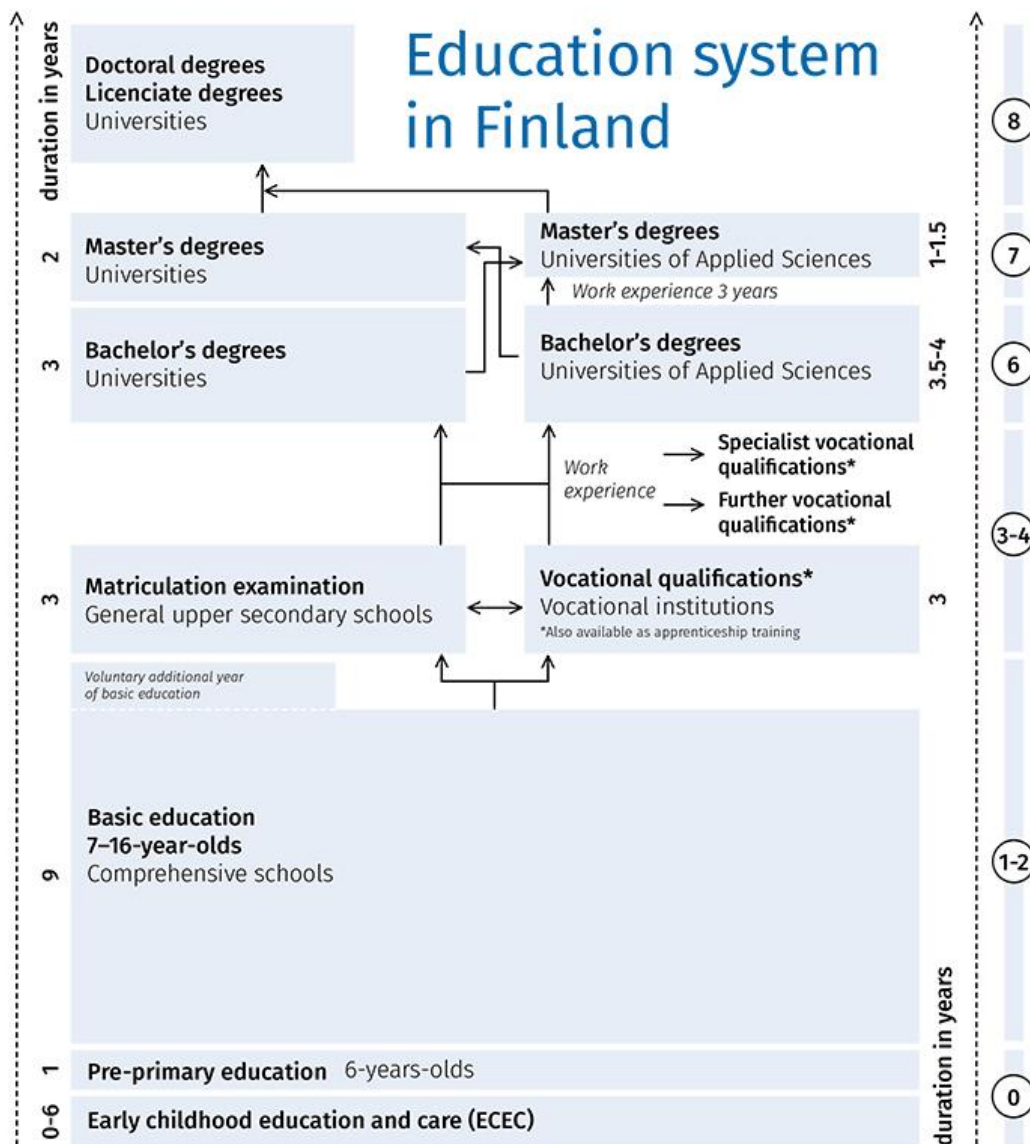 Education system
in Finland
duration in years
Doctoral degrees
Licenciate degrees
Universities
8
2
Master's degrees
Universities
Master's degrees
Universities of Applied Sciences
1-1.5
7
Work experience 3 years
3
Bachelor's degrees
Universities
Bachelor's degrees
Universities of Applied Sciences
3.5-4
6
Work
experience
Specialist vocational
qualifications*
Further vocational
qualifications*
3-4
3
Matriculation examination
General upper secondary schools
Vocational qualifications*
Vocational institutions
*Also available as apprenticeship training
3
Voluntary additional year
of basic education
9
Basic education
7–16-year-olds
Comprehensive schools
1-2
1
Pre-primary education 6-years-olds
0-6
Early childhood education and care (ECEC)
duration in years
0